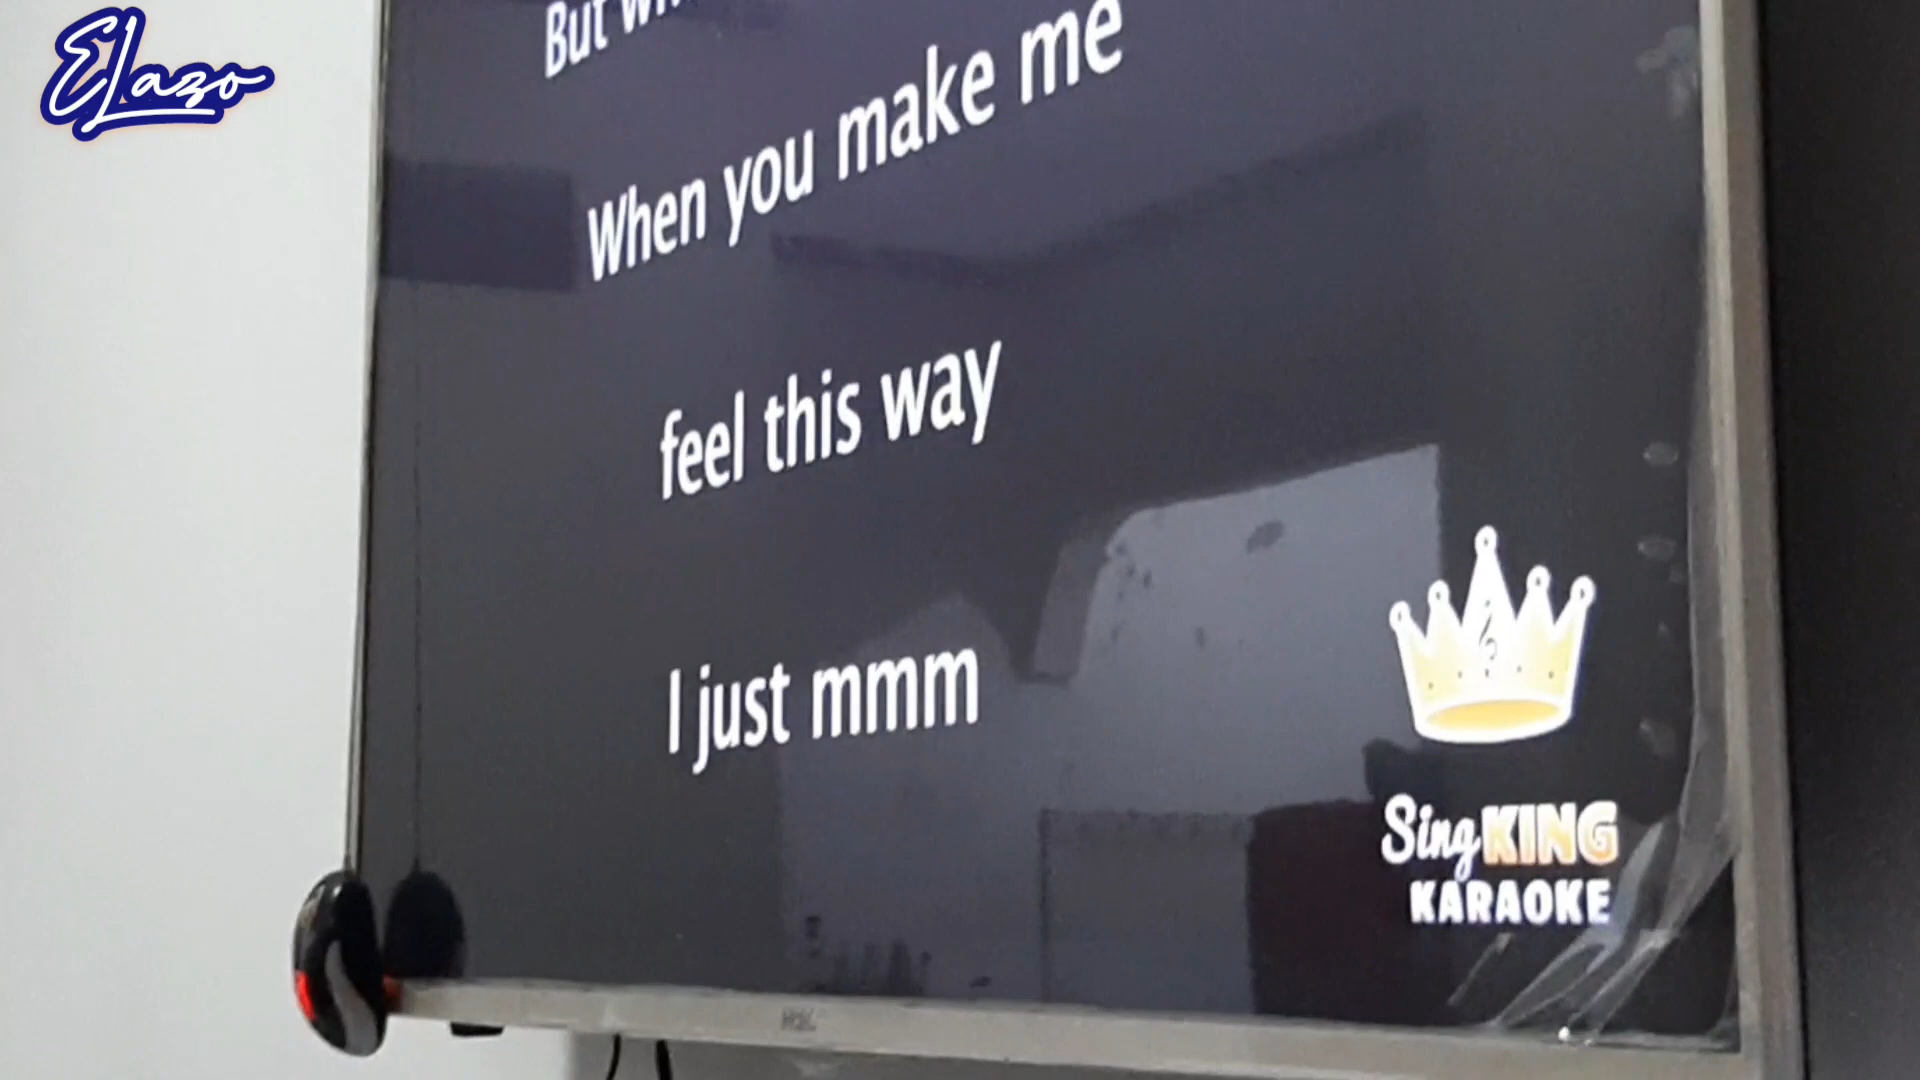 ELazo
But
When you make me
feel this way
I just mmm
Sing KING
KARAOKE